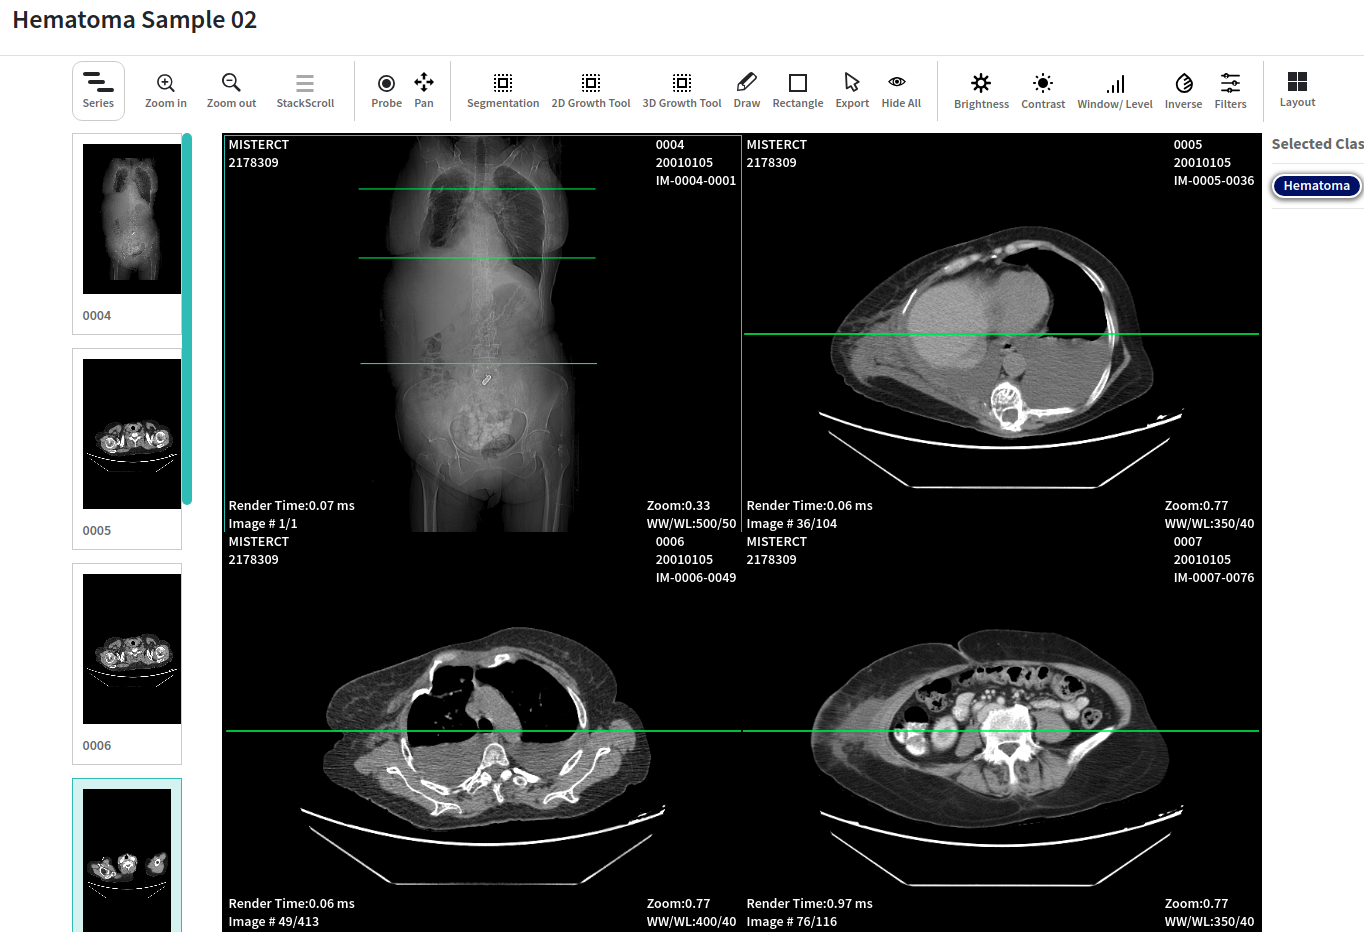 Hematoma Sample 02
Series
Zoom in
Zoom out
StackScroll
Probe
Pan
Segmentation
2D Growth Tool
3D Growth Tool
Draw
Rectangle
Export
Hide All
Brightness
Contrast
Window/ Level
Inverse
Filters
Layout
0004
0005
0006
MISTERCT
2178309
0004
20010105
IM-0004-0001
Render Time:0.07 ms
Image # 1/1
Zoom:0.33
WW/WL:500/50
MISTERCT
2178309
0005
20010105
IM-0005-0036
Render Time:0.06 ms
Image # 36/104
Zoom:0.77
WW/WL:350/40
MISTERCT
2178309
0006
20010105
IM-0006-0049
Render Time:0.06 ms
Image # 49/413
Zoom:0.77
WW/WL:400/40
MISTERCT
2178309
0007
20010105
IM-0007-0076
Render Time:0.97 ms
Image # 76/116
Zoom:0.77
WW/WL:350/40
Selected Clas
Hematoma